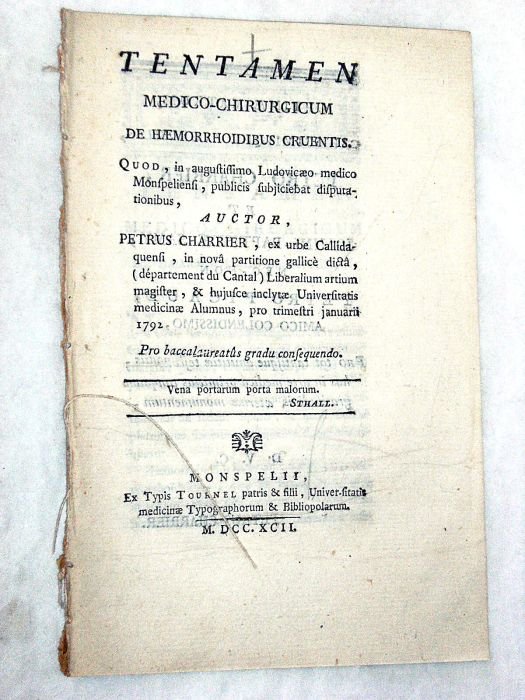 TENTAMEN
MEDICO-CHIRURGICUM
DE HÆMORRHOIDIBUS CRUENTIS.
QUOD, in auguſtiſſimo Ludovicæo medico
Monſpelienſi, publicis ſubjiciebat diſputa-
tionibus,
AUCTOR,
PETRUS CHARRIER, ex urbe Callida-
quenſi, in novâ partitione gallicè dictâ,
(département du Cantal) Liberalium artium
magiſter, & hujuſce inclytæ Univerſitatis
medicinæ Alumnus, pro trimeſtri januarii
1792.
Pro baccalaureatûs gradu conſequendo.
Vena portarum porta malorum.
STHALL.
MONSPELII,
Ex Typis TOURNEL patris & filii, Univer-ſitatis
medicinæ Typographorum & Bibliopolarum.
M. DCC. XCII.